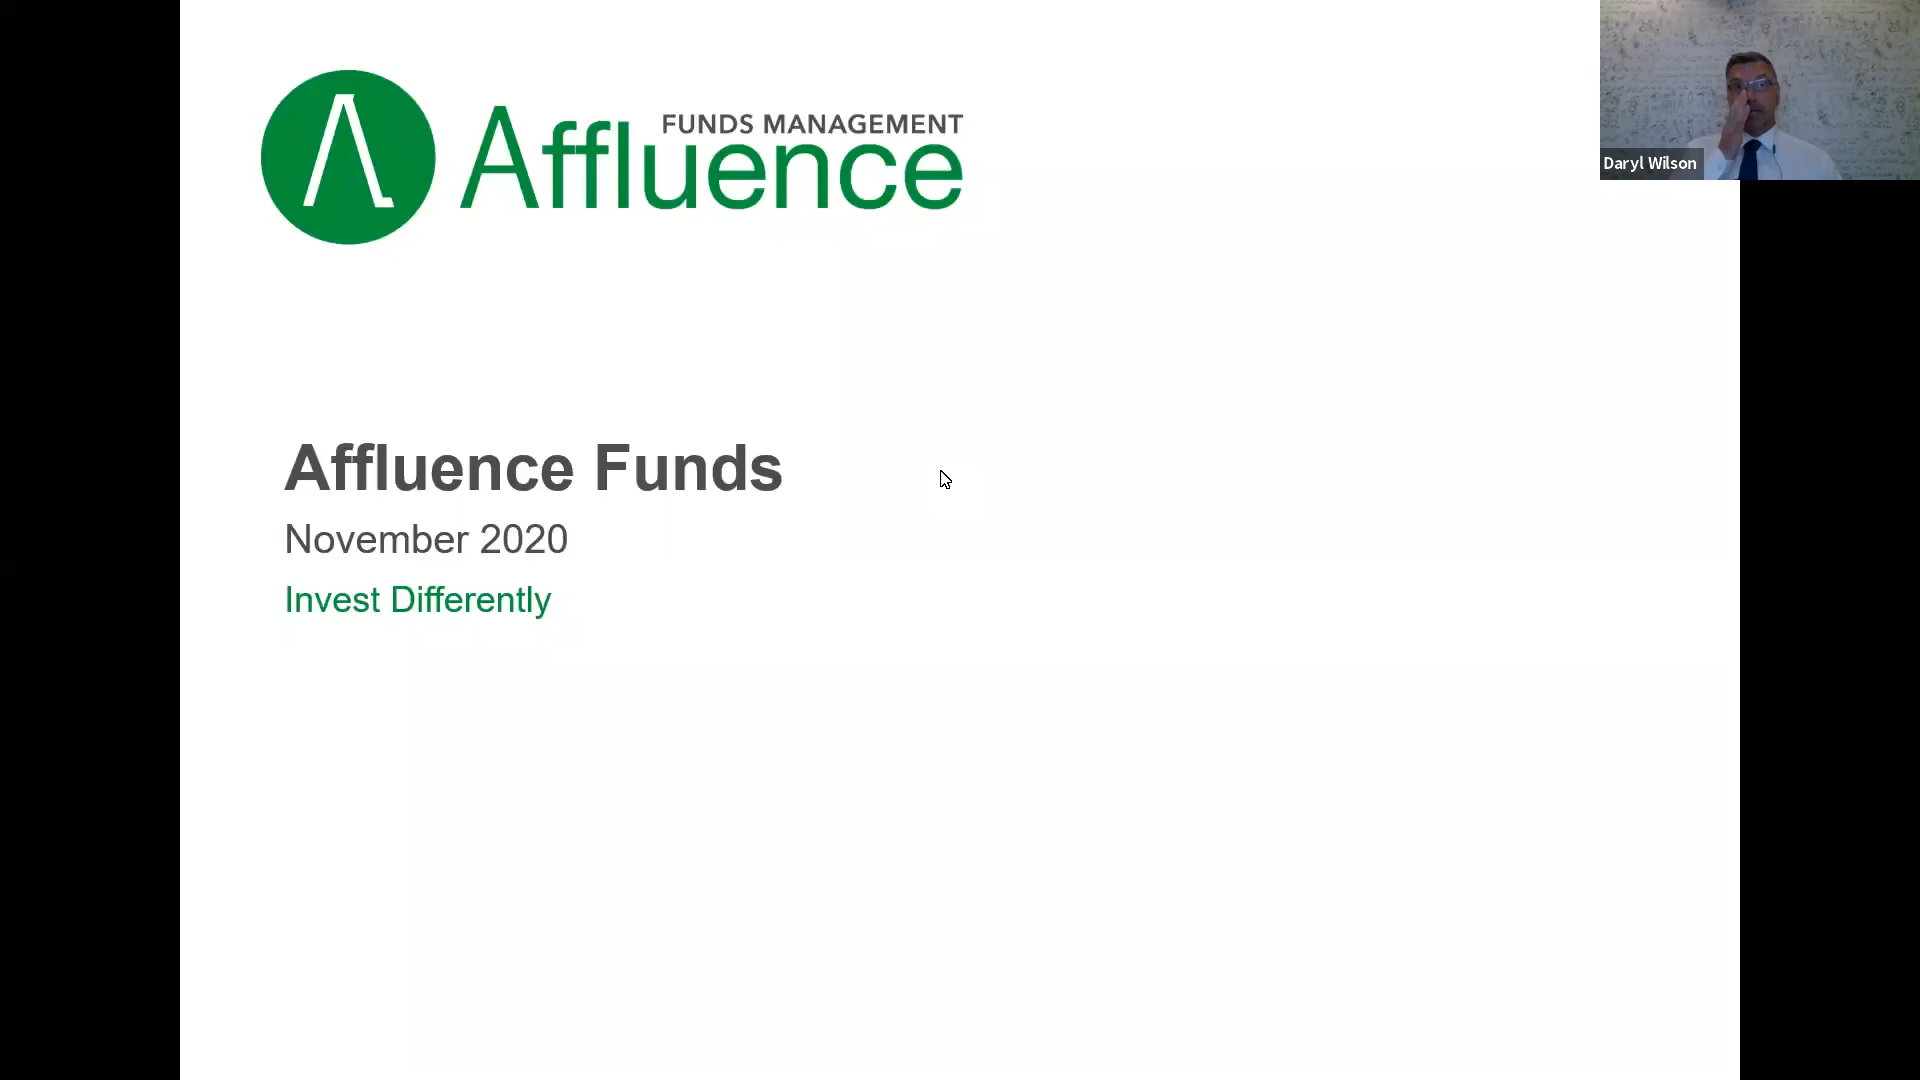 FUNDS MANAGEMENT
Affluence
Daryl Wilson
Affluence Funds
November 2020
Invest Differently